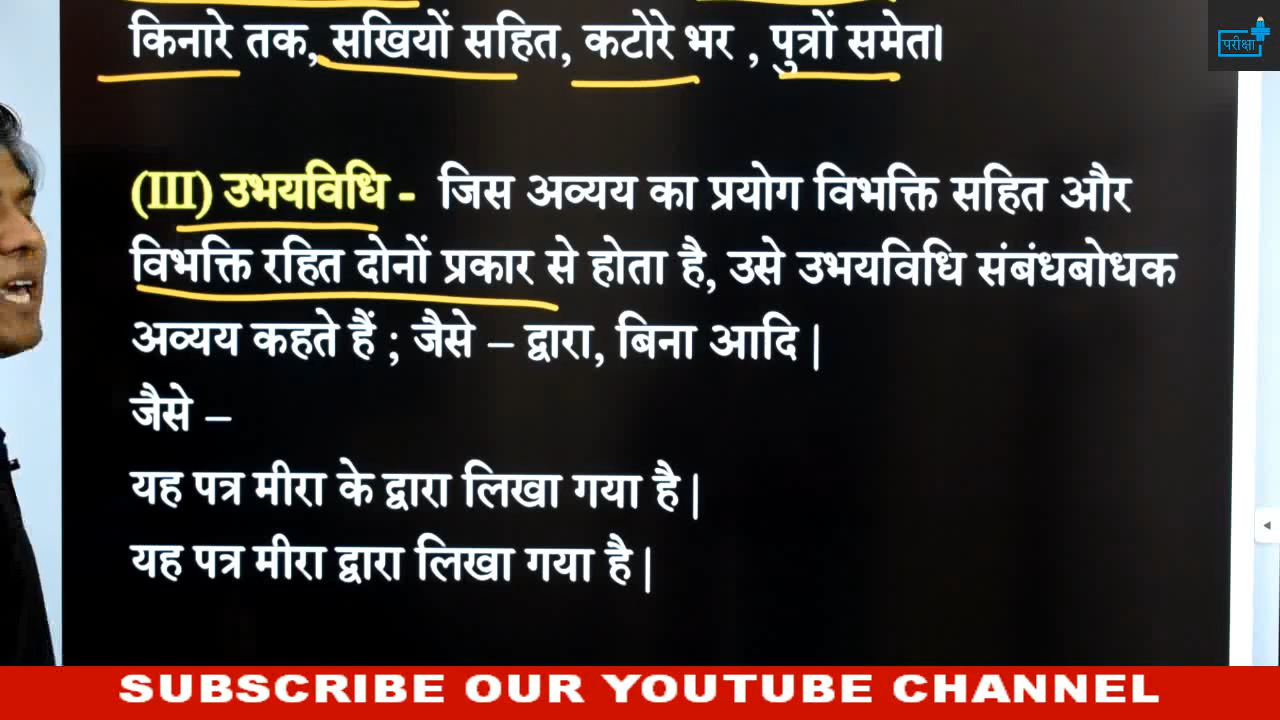 परीक्षा
किनारे तक, सखियों सहित, कटोरे भर , पुत्रों समेत।
(III) उभयविधि - जिस अव्यय का प्रयोग विभक्ति सहित और
विभक्ति रहित दोनों प्रकार से होता है, उसे उभयविधि संबंधबोधक
अव्यय कहते हैं ; जैसे – द्वारा, बिना आदि |
जैसे –
यह पत्र मीरा के द्वारा लिखा गया है |
यह पत्र मीरा द्वारा लिखा गया है |
SUBSCRIBE OUR YOUTUBE CHANNEL